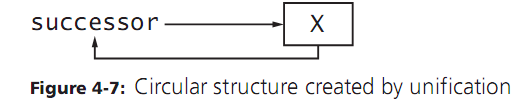 successor
X
Figure 4-7: Circular structure created by unification